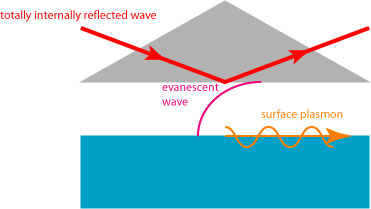 totally internally reflected wave
evanescent
wave
surface plasmon